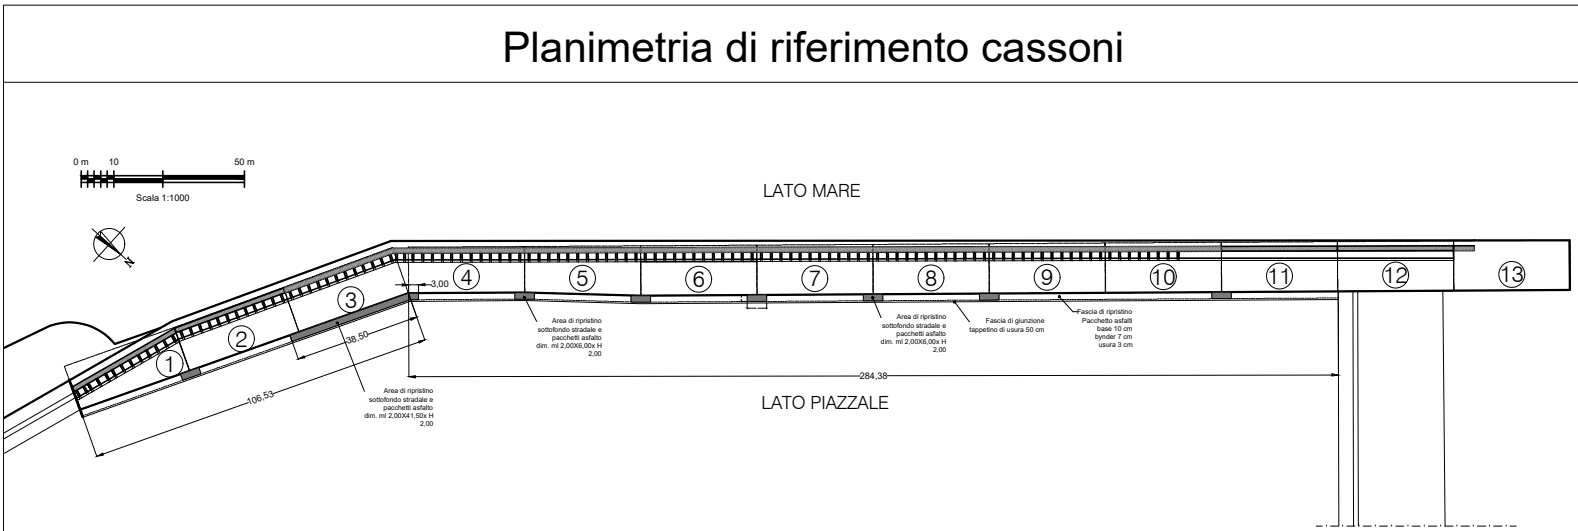 Planimetria di riferimento cassoni
0 m 10 50 m
Scala 1:1000
LATO MARE
N
1
2
3
4
5
6
7
8
9
10
11
12
13
3,00
38,50
106,53
284,38
Area di ripristino
sottofondo stradale e
pacchetti asfalto
dim. ml 2,00X41,50x H
2,00
Area di ripristino
sottofondo stradale e
pacchetti asfalto
dim. ml 2,00X6,00x H
2,00
Area di ripristino
sottofondo stradale e
pacchetti asfalto
dim. ml 2,00X6,00x H
2,00
Fascia di giunzione
tappetino di usura 50 cm
Fascia di ripristino
Pacchetto asfalti
base 10 cm
bynder 7 cm
usura 3 cm
LATO PIAZZALE